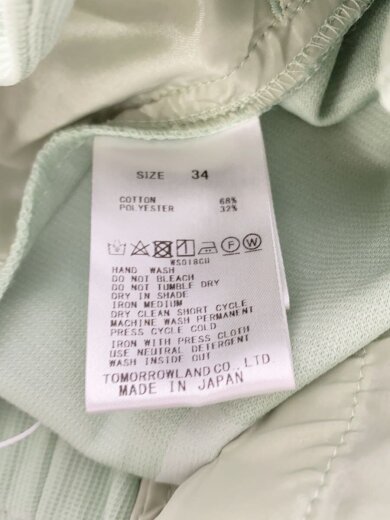 SIZE 34
COTTON 68%
POLYESTER 32%
F W
WS018CU
HAND WASH
DO NOT BLEACH
DO NOT TUMBLE DRY
DRY IN SHADE
IRON MEDIUM
DRY CLEAN SHORT CYCLE
MACHINE WASH PERMANENT
PRESS CYCLE COLD
IRON WITH PRESS CLOTH
USE NEUTRAL DETERGENT
WASH INSIDE OUT
TOMORROWLAND CO., LTD.
MADE IN JAPAN